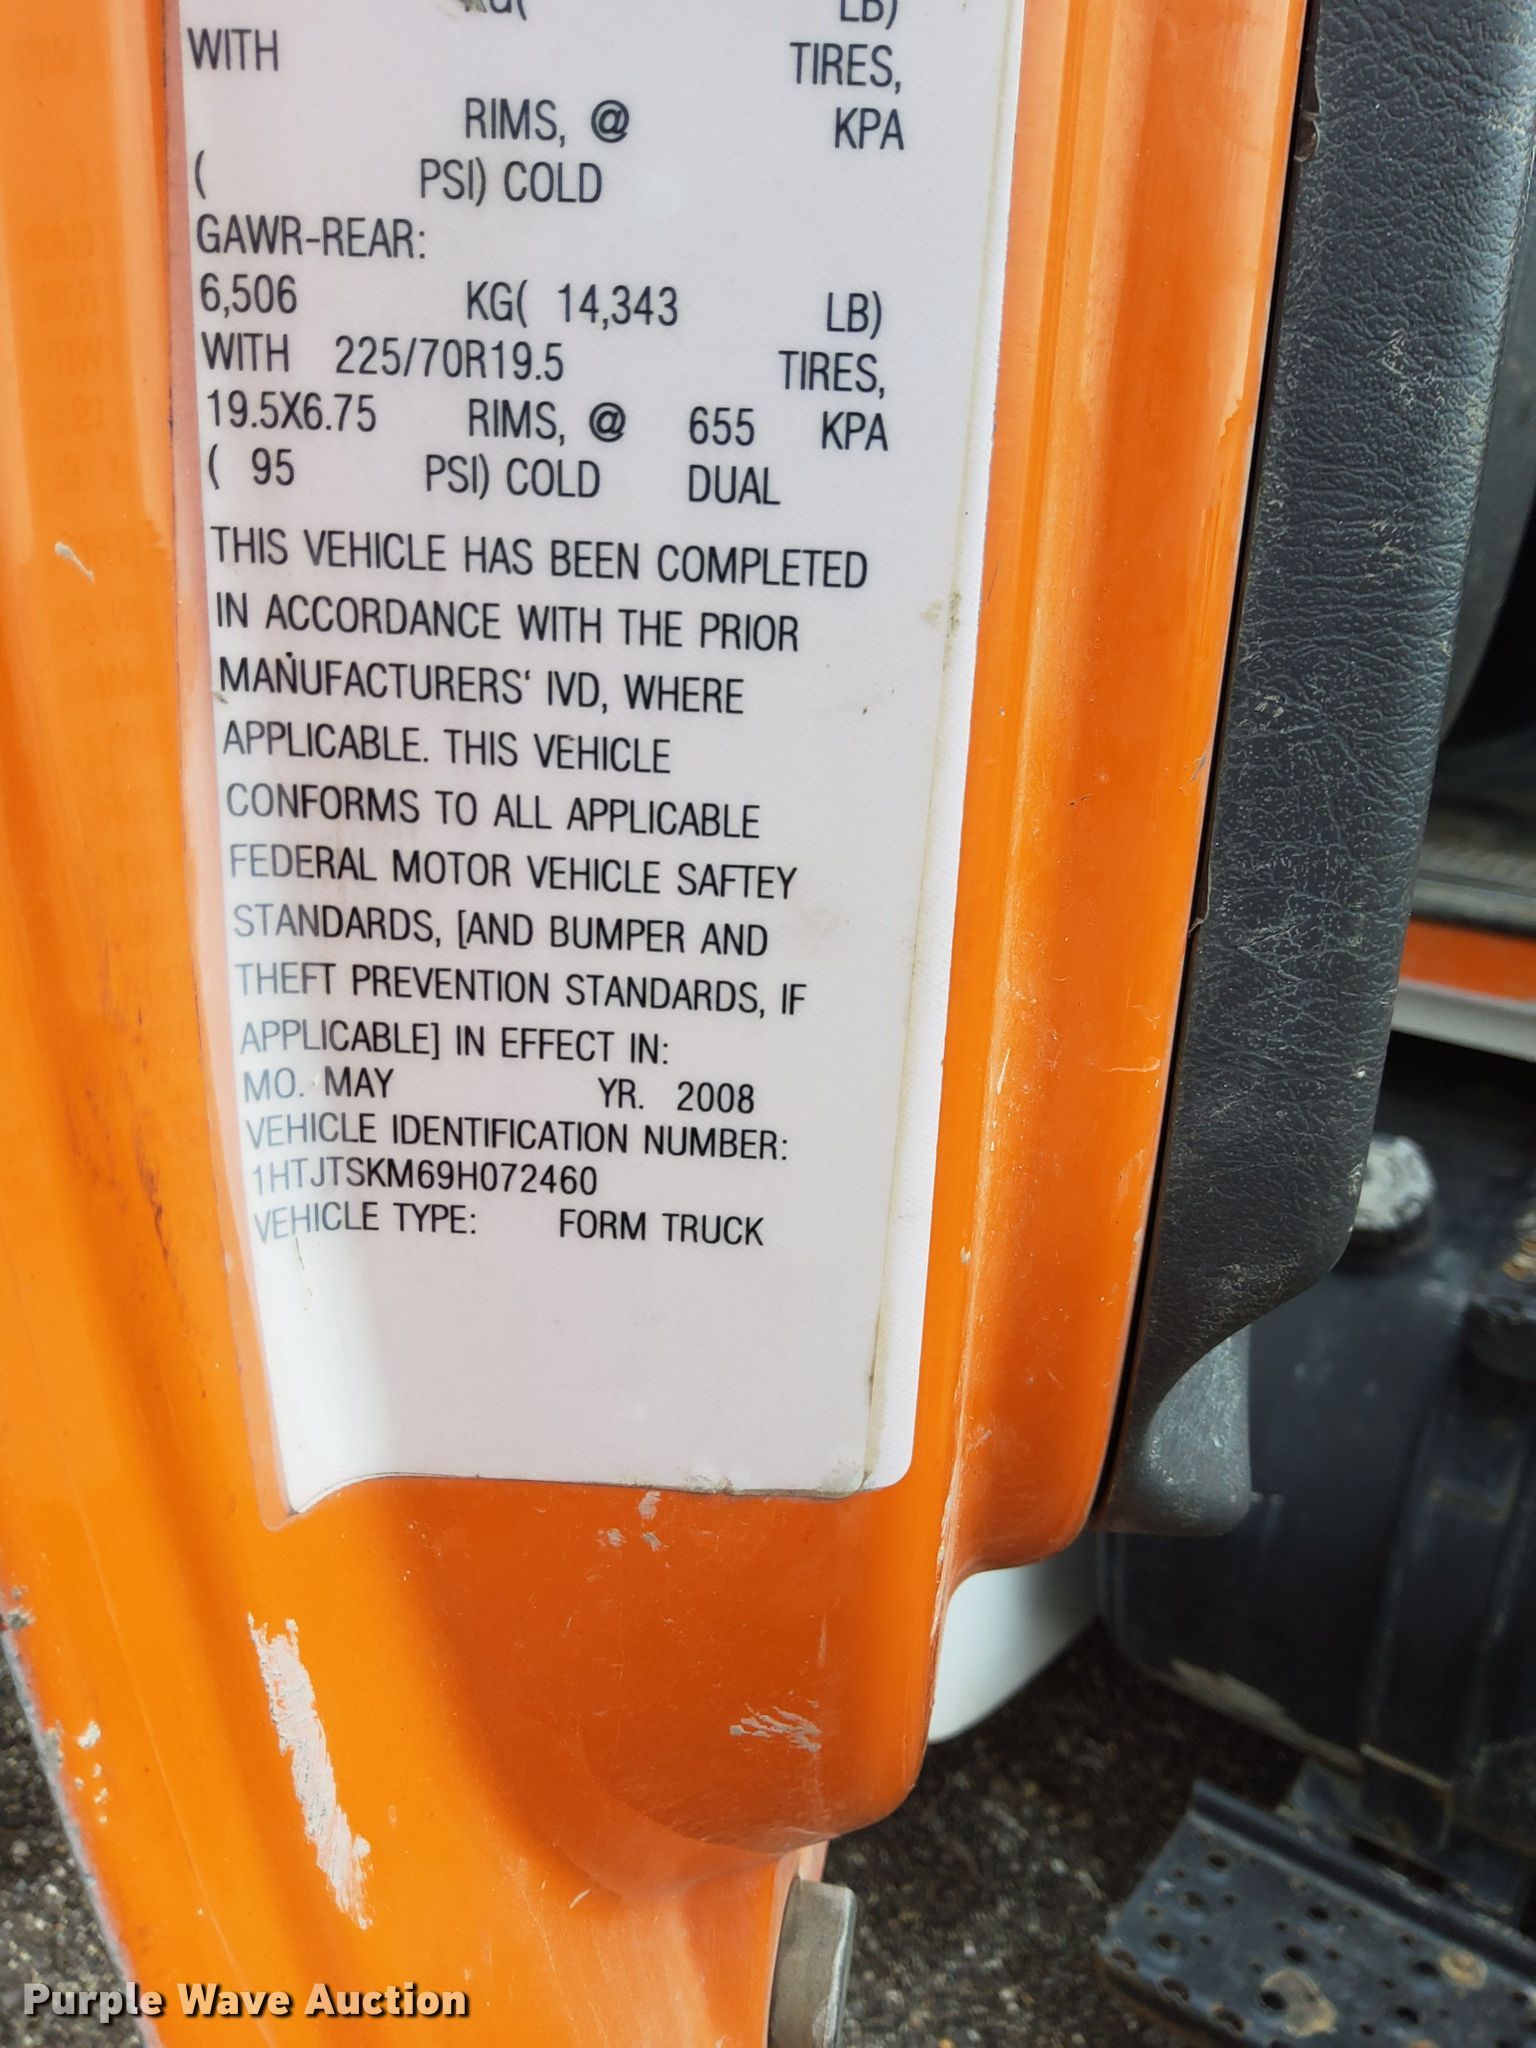 KG( LB)
WITH TIRES,
RIMS, @ KPA
( PSI) COLD
GAWR-REAR:
6,506 KG( 14,343 LB)
WITH 225/70R19.5 TIRES,
19.5X6.75 RIMS, @ 655 KPA
( 95 PSI) COLD DUAL
THIS VEHICLE HAS BEEN COMPLETED
IN ACCORDANCE WITH THE PRIOR
MANUFACTURERS' IVD, WHERE
APPLICABLE. THIS VEHICLE
CONFORMS TO ALL APPLICABLE
FEDERAL MOTOR VEHICLE SAFTEY
STANDARDS, [AND BUMPER AND
THEFT PREVENTION STANDARDS, IF
APPLICABLE] IN EFFECT IN:
MO. MAY YR. 2008
VEHICLE IDENTIFICATION NUMBER:
1HTJTSKM69H072460
VEHICLE TYPE: FORM TRUCK
Purple Wave Auction